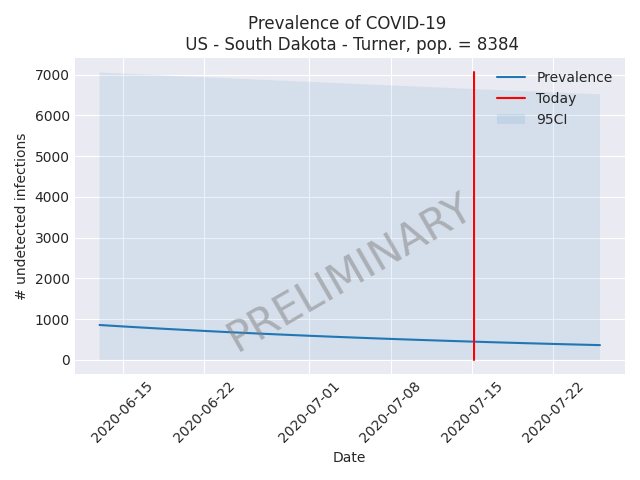 Prevalence of COVID-19
US - South Dakota - Turner, pop. = 8384
7000
6000
5000
4000
3000
2000
1000
0
# undetected infections
Prevalence
Today
95CI
PRELIMINARY
2020-06-15
2020-06-22
2020-07-01
2020-07-08
2020-07-15
2020-07-22
Date